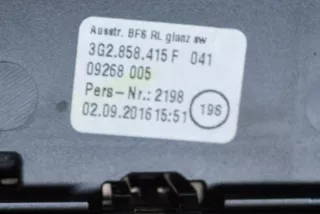 Ausstr. BFS RL glanz sw
3G2.858.415 F 041
09268 005
Pers-Nr.: 2198
02.09.2016 15:51 198